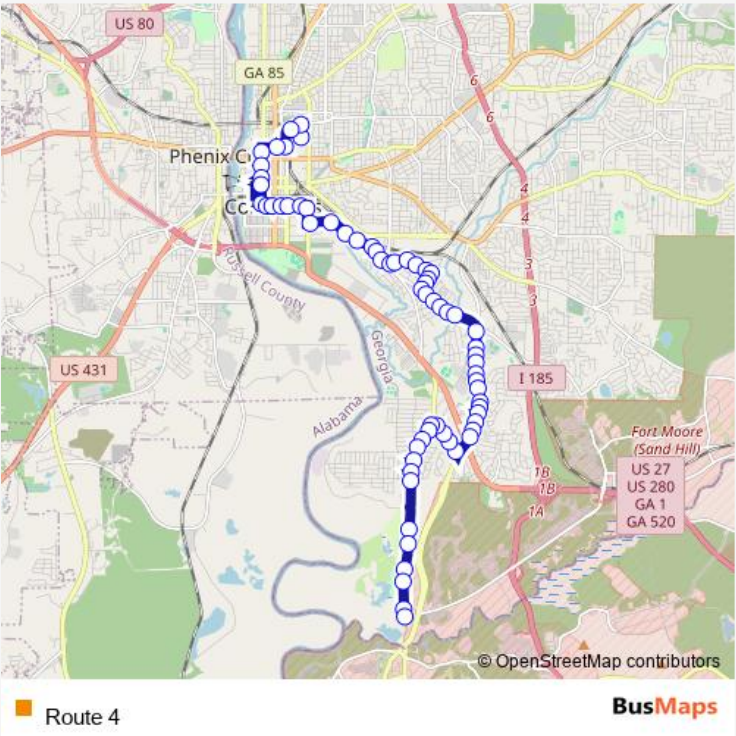 US 80
GA 85
6
6
Phenix C
4
4
Co
s
3
3
Russell County
Georgia
US 431
I 185
Alabama
Fort Moore
(Sand Hill)
1B
1B
1A
US 27
US 280
GA 1
GA 520
© OpenStreetMap contributors
Route 4
BusMaps